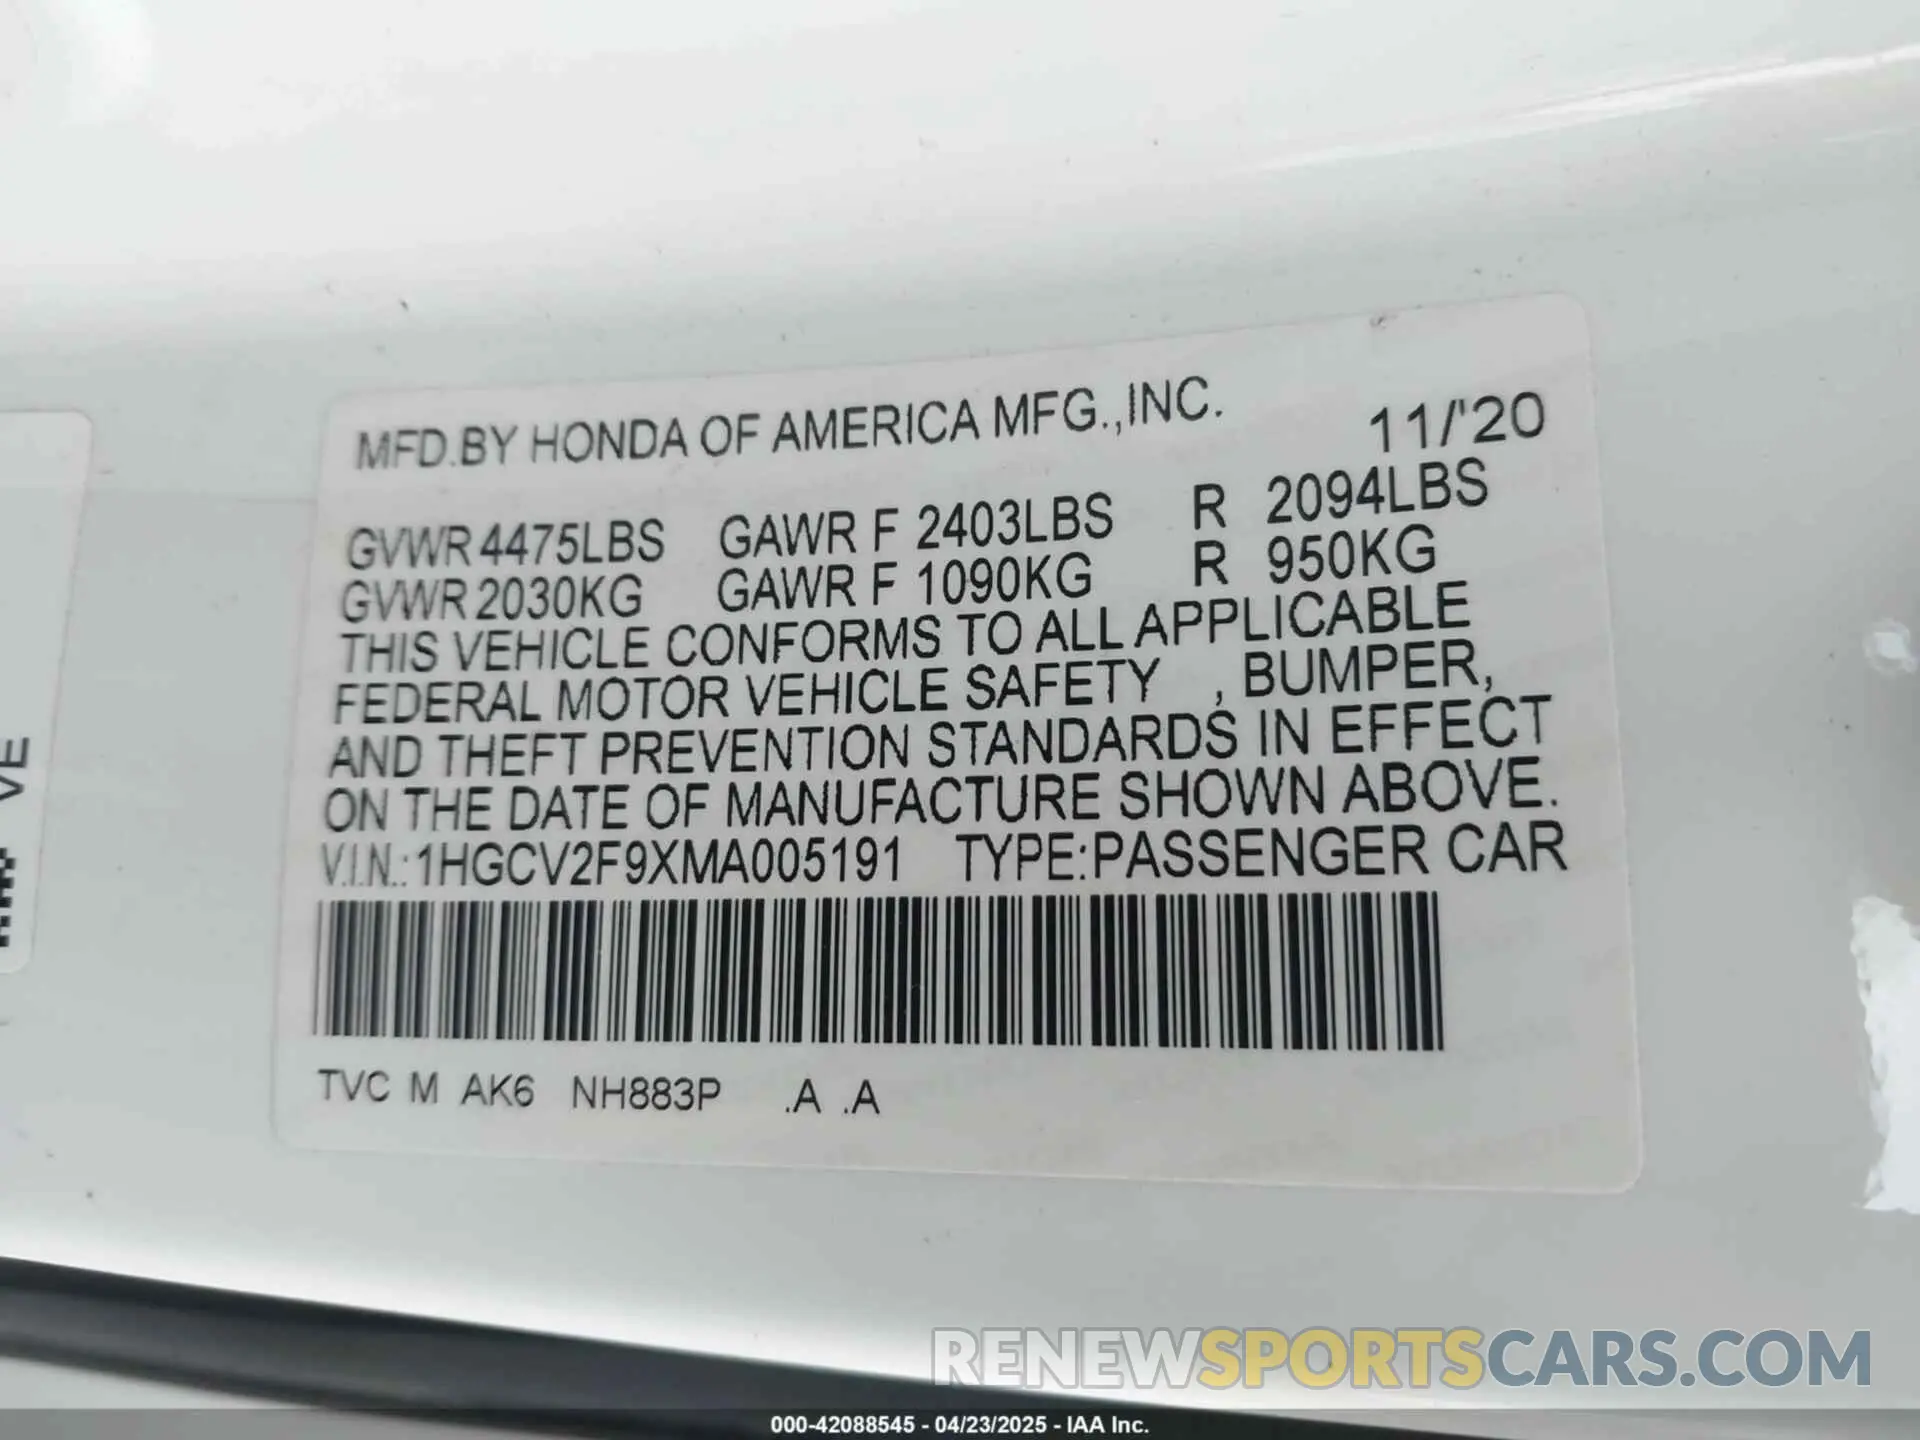 MFD.BY HONDA OF AMERICA MFG.,INC. 11/'20
GVWR 4475LBS GAWR F 2403LBS R 2094LBS
GVWR 2030KG GAWR F 1090KG R 950KG
THIS VEHICLE CONFORMS TO ALL APPLICABLE
FEDERAL MOTOR VEHICLE SAFETY , BUMPER,
AND THEFT PREVENTION STANDARDS IN EFFECT
ON THE DATE OF MANUFACTURE SHOWN ABOVE.
V.I.N.: 1HGCV2F9XMA005191 TYPE:PASSENGER CAR
TVC M AK6 NH883P .A .A
VE
RENEWSPORTSCARS.COM
000-42088545 - 04/23/2025 - IAA Inc.